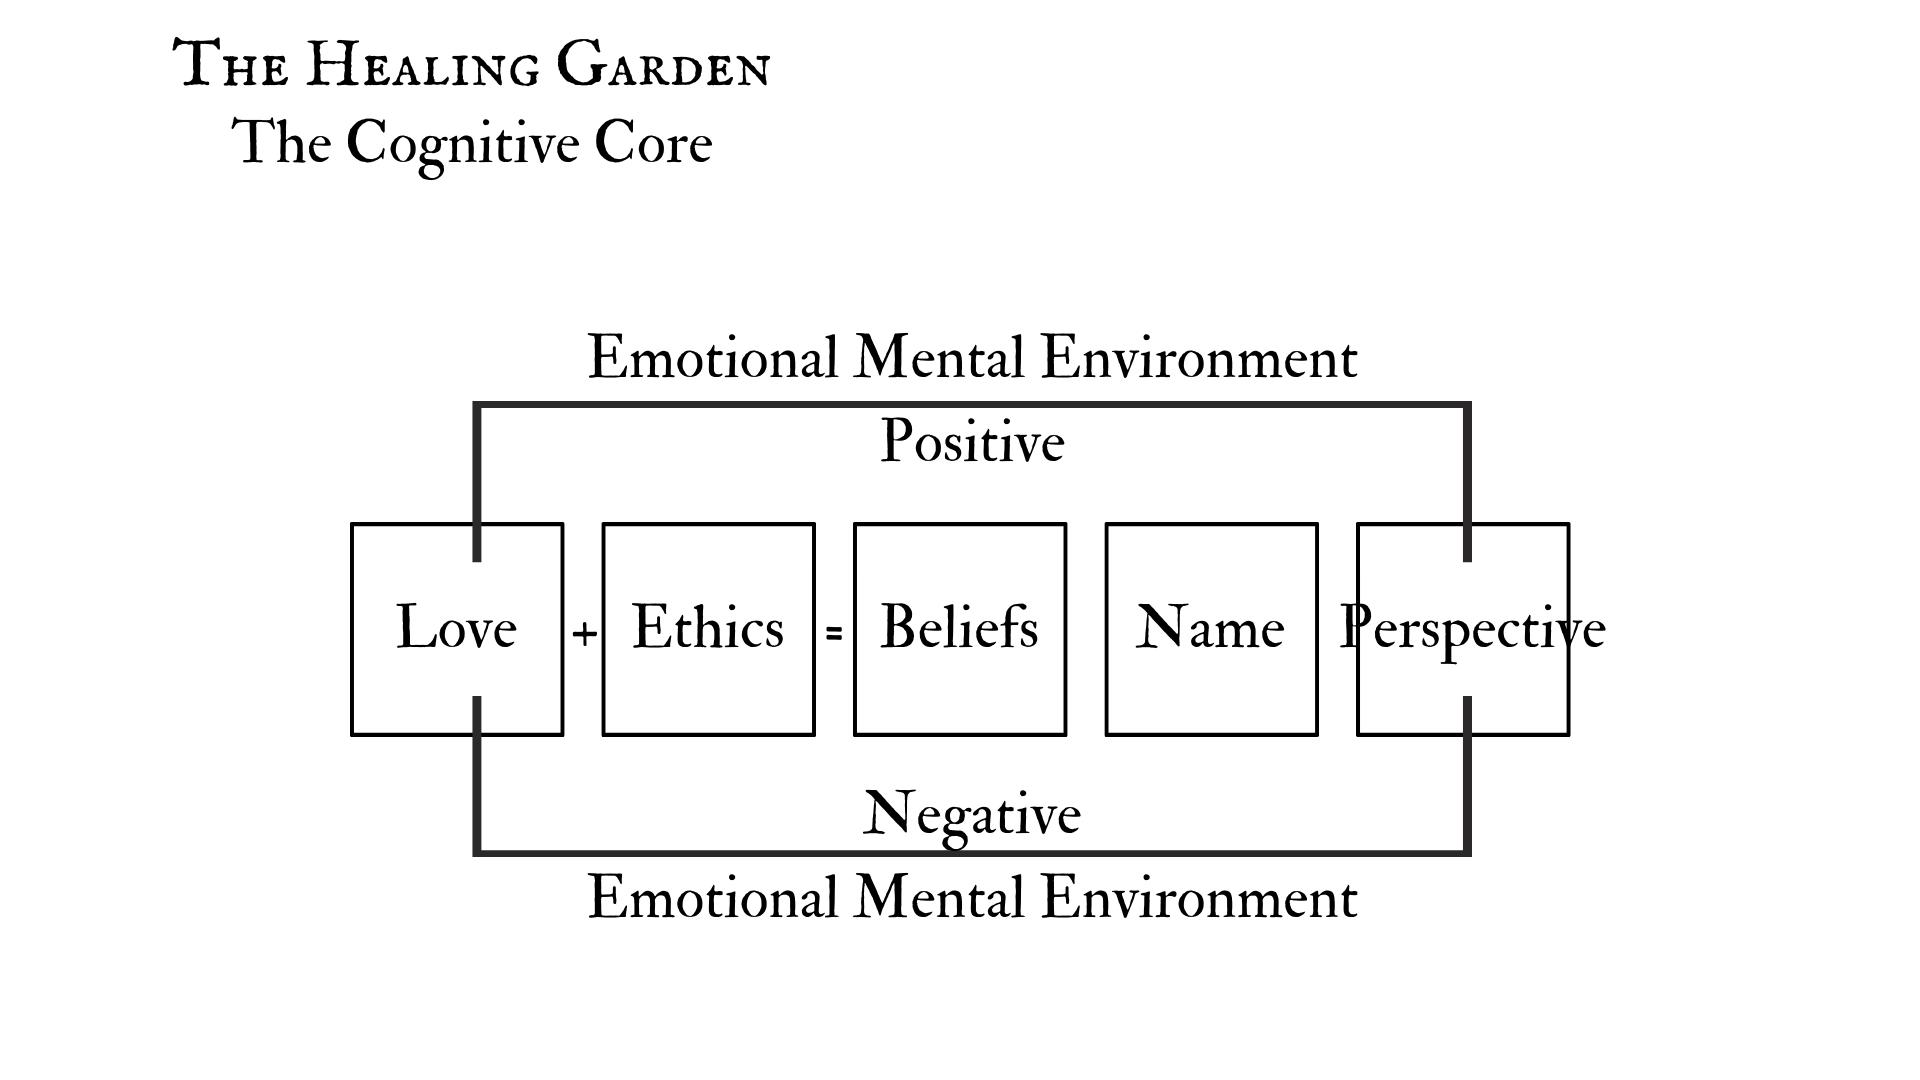 The Healing Garden
The Cognitive Core
Emotional Mental Environment
Positive
Love + Ethics = Beliefs Name Perspective
Negative
Emotional Mental Environment